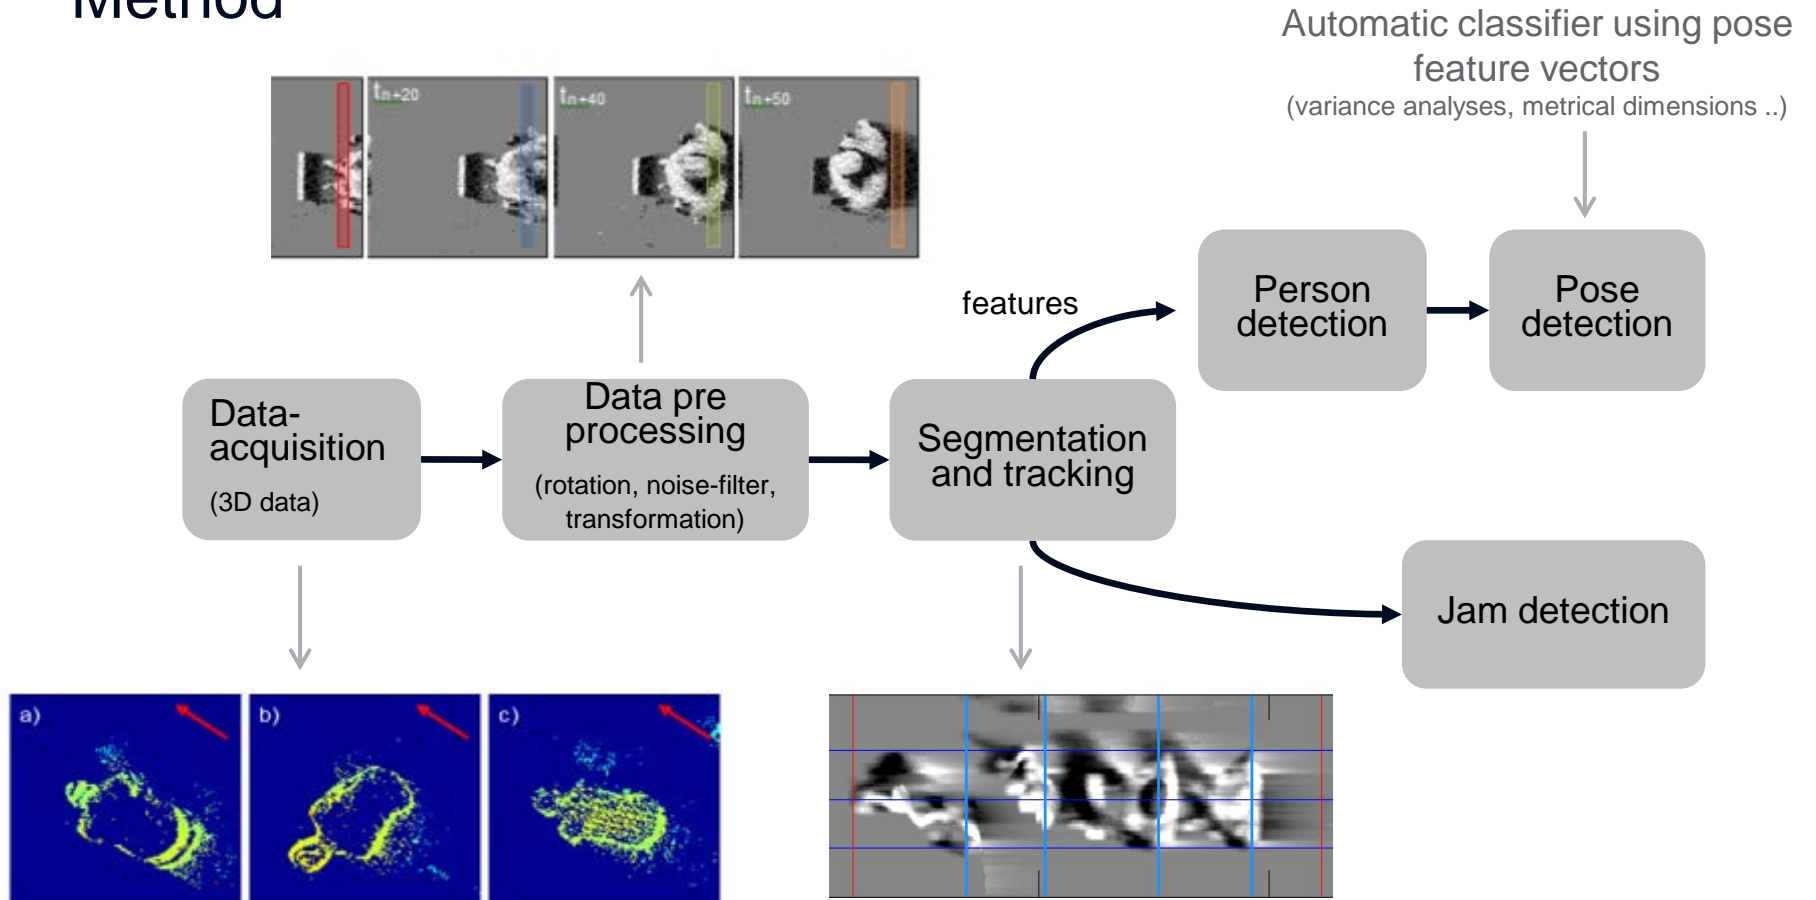 Method
Automatic classifier using pose
feature vectors
(variance analyses, metrical dimensions ..)
tn+20
tn+40
tn+50
features
Person
detection
Pose
detection
Data-
acquisition
(3D data)
Data pre
processing
(rotation, noise-filter,
transformation)
Segmentation
and tracking
Jam detection
a)
b)
c)